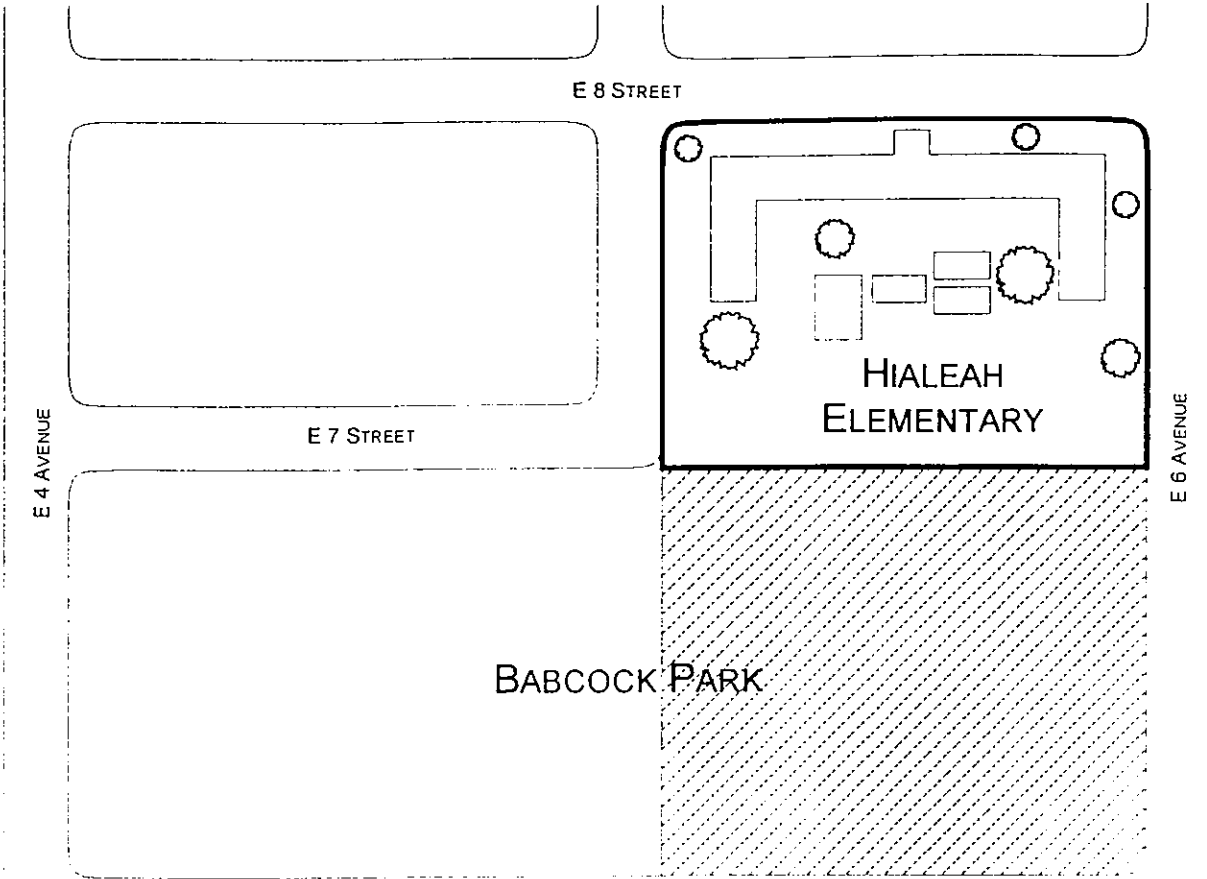 E 8 STREET
HIALEAH
ELEMENTARY
E 7 STREET
E 4 AVENUE
E 6 AVENUE
BABCOCK PARK